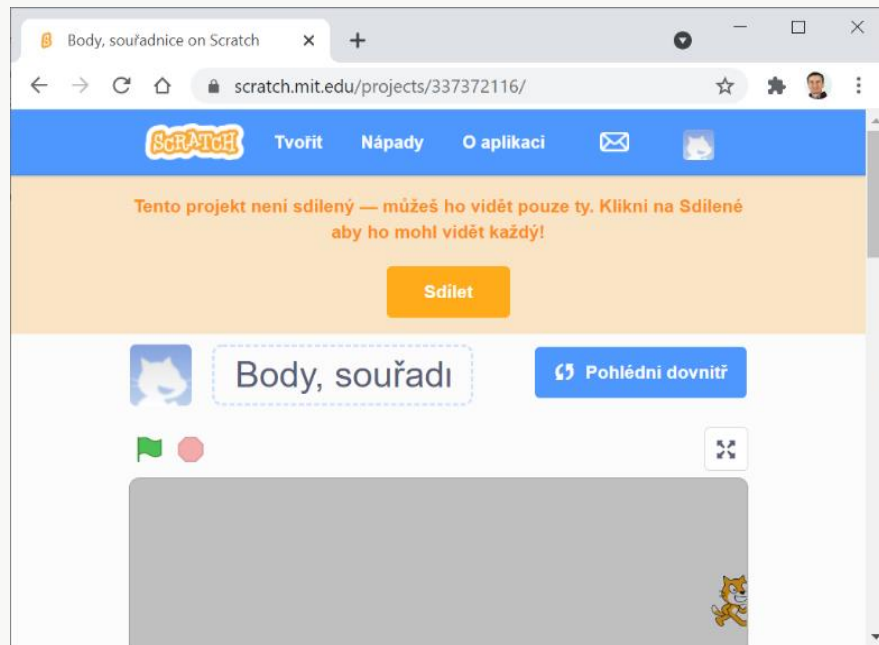 Body, souřadnice on Scratch
scratch.mit.edu/projects/337372116/
SCRATCH Tvořit Nápady O aplikaci
Tento projekt není sdílený — můžeš ho vidět pouze ty. Klikni na Sdílené
aby ho mohl vidět každý!
Sdílet
Body, souřadı
Pohlédni dovnitř